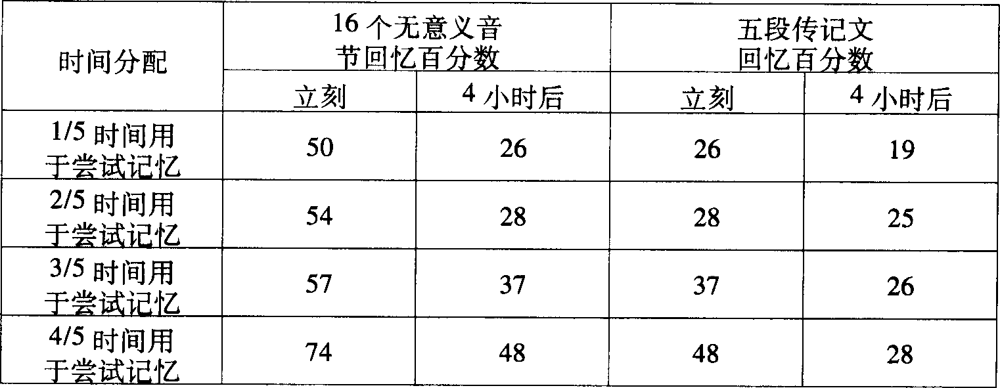 时间分配
16 个无意义音
节回忆百分数
五段传记文
回忆百分数
立刻
4 小时后
立刻
4 小时后
1/5 时间用
于尝试记忆
50
26
26
19
2/5 时间用
于尝试记忆
54
28
28
25
3/5 时间用
于尝试记忆
57
37
37
26
4/5 时间用
于尝试记忆
74
48
48
28